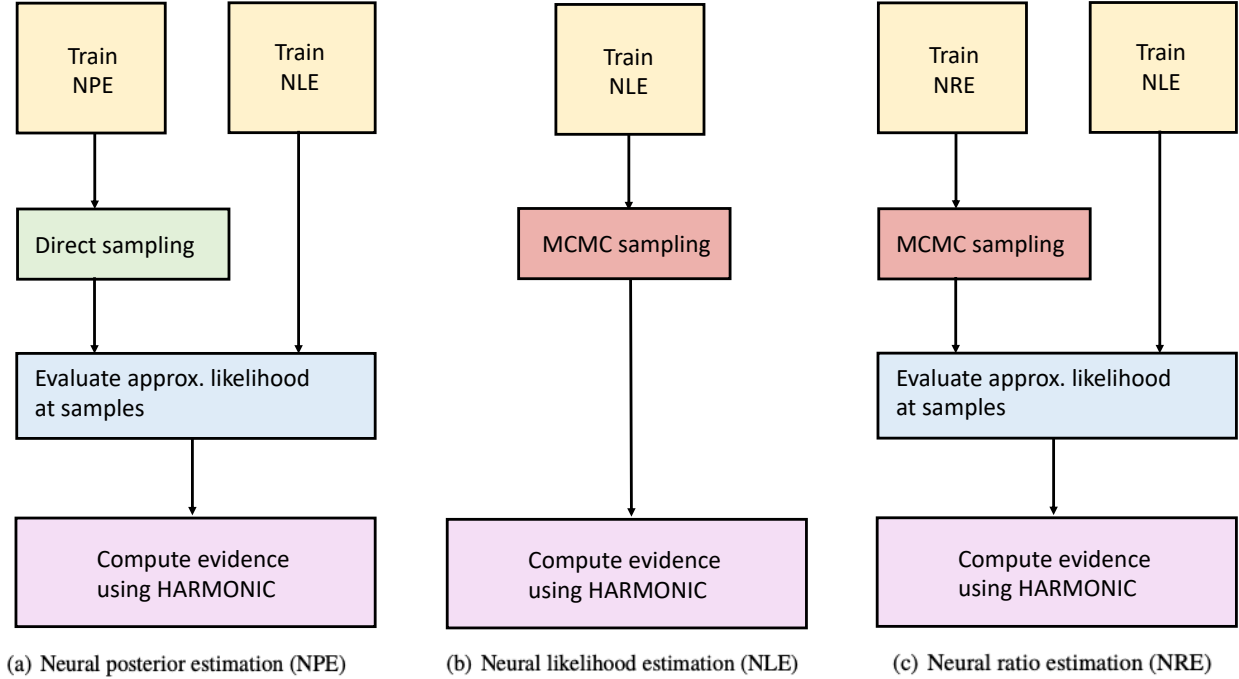 Train
NPE
Train
NLE
Direct sampling
Evaluate approx. likelihood
at samples
Compute evidence
using HARMONIC
(a) Neural posterior estimation (NPE)
Train
NLE
MCMC sampling
Compute evidence
using HARMONIC
(b) Neural likelihood estimation (NLE)
Train
NRE
Train
NLE
MCMC sampling
Evaluate approx. likelihood
at samples
Compute evidence
using HARMONIC
(c) Neural ratio estimation (NRE)